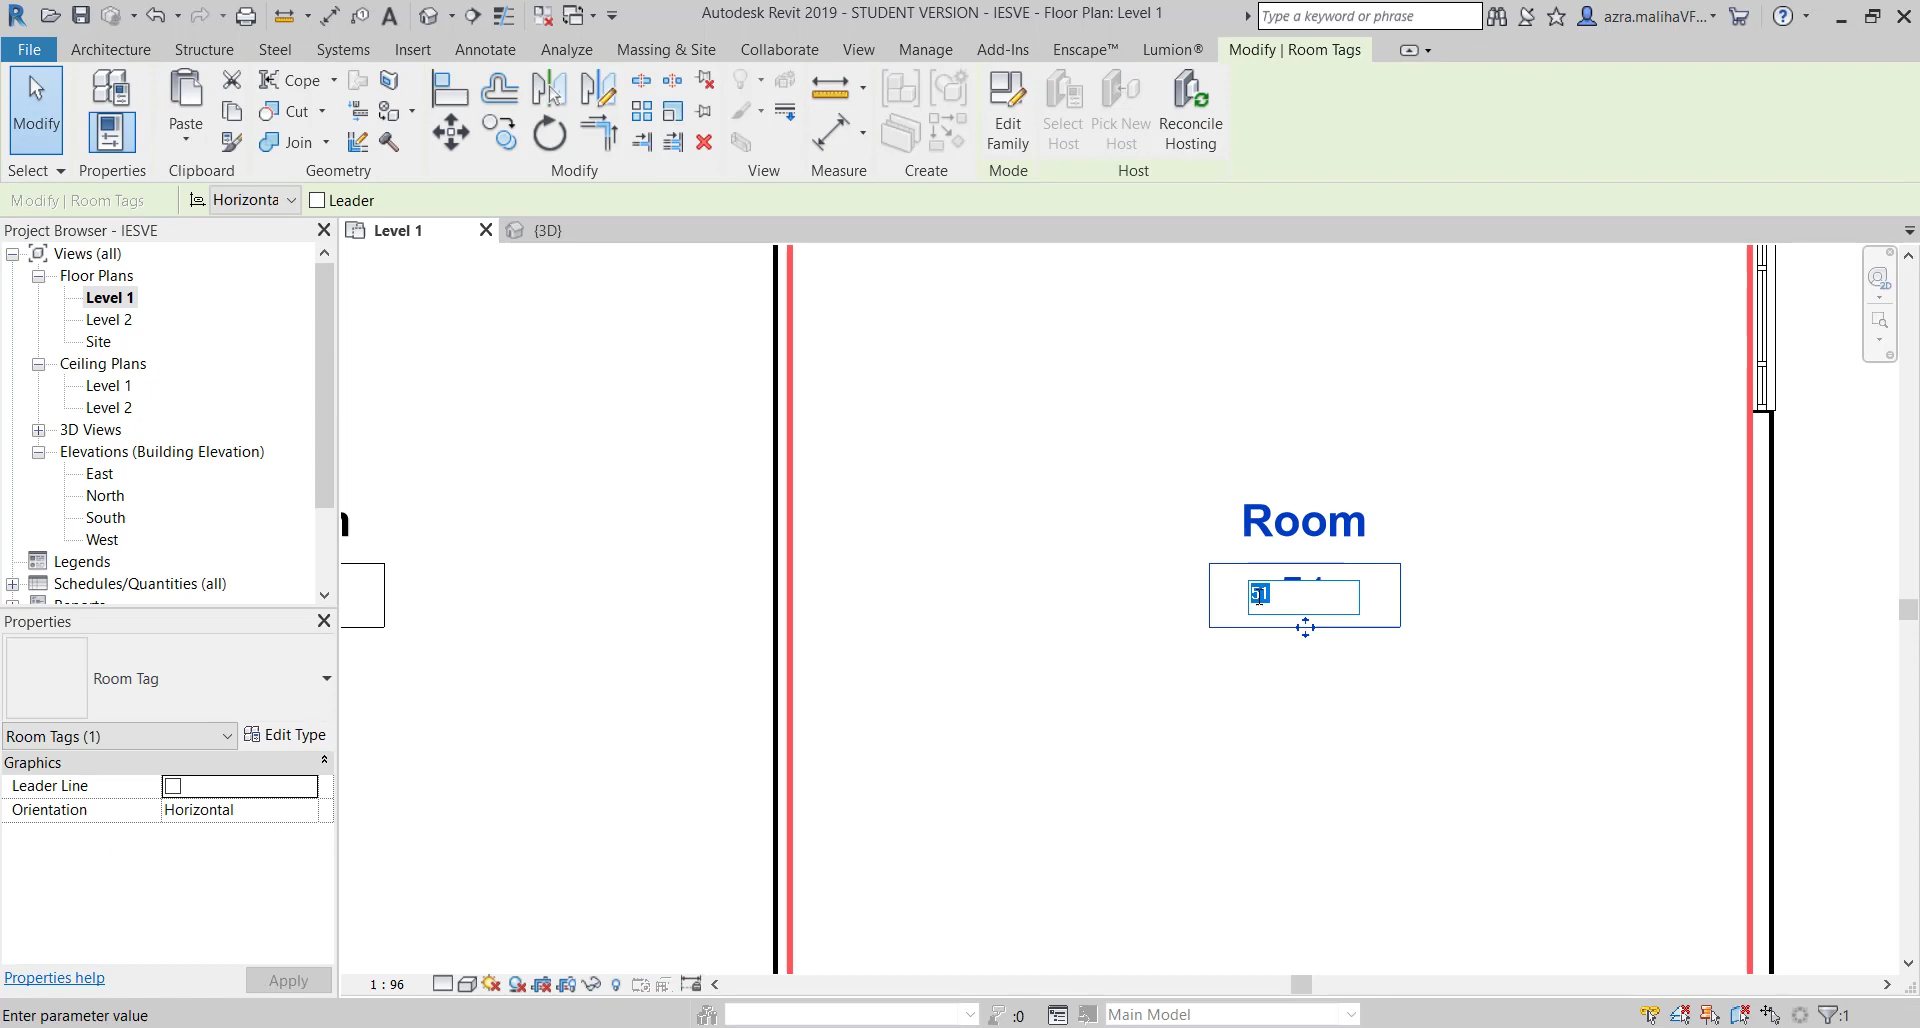 Autodesk Revit 2019 - STUDENT VERSION - IESVE - Floor Plan: Level 1
Type a keyword or phrase
azra.malihaVF...
File
Architecture
Structure
Steel
Systems
Insert
Annotate
Analyze
Massing & Site
Collaborate
View
Manage
Add-Ins
Enscape™
Lumion®
Modify | Room Tags
Modify
Paste
Cope
Cut
Join
Edit Family
Select Host
Pick New Host
Reconcile Hosting
Select
Properties
Clipboard
Geometry
Modify
View
Measure
Create
Mode
Host
Modify | Room Tags
Horizonta
Leader
Project Browser - IESVE
Level 1
{3D}
Views (all)
Floor Plans
Level 1
Level 2
Site
Ceiling Plans
Level 1
Level 2
3D Views
Elevations (Building Elevation)
East
North
South
West
Legends
Schedules/Quantities (all)
Room
51
Properties
Room Tag
Room Tags (1)
Edit Type
Graphics
Leader Line
Orientation
Horizontal
Properties help
Apply
1 : 96
Enter parameter value
:0
Main Model
:1
2D